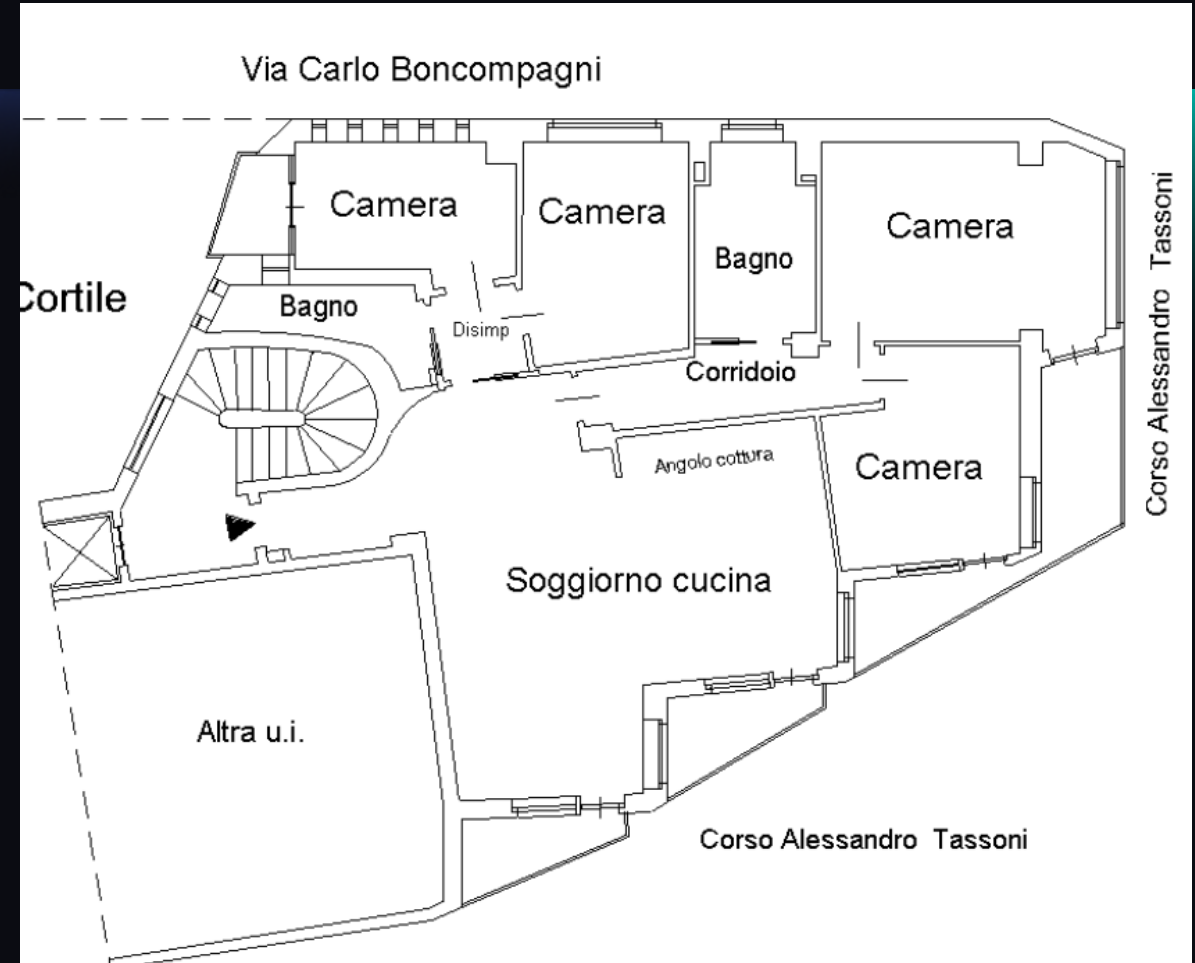 Via Carlo Boncompagni
Camera
Camera
Camera
Bagno
Corso Alessandro Tassoni
Cortile
Bagno
Disimp
Corridoio
Angolo cottura
Camera
Soggiorno cucina
Altra u.i.
Corso Alessandro Tassoni